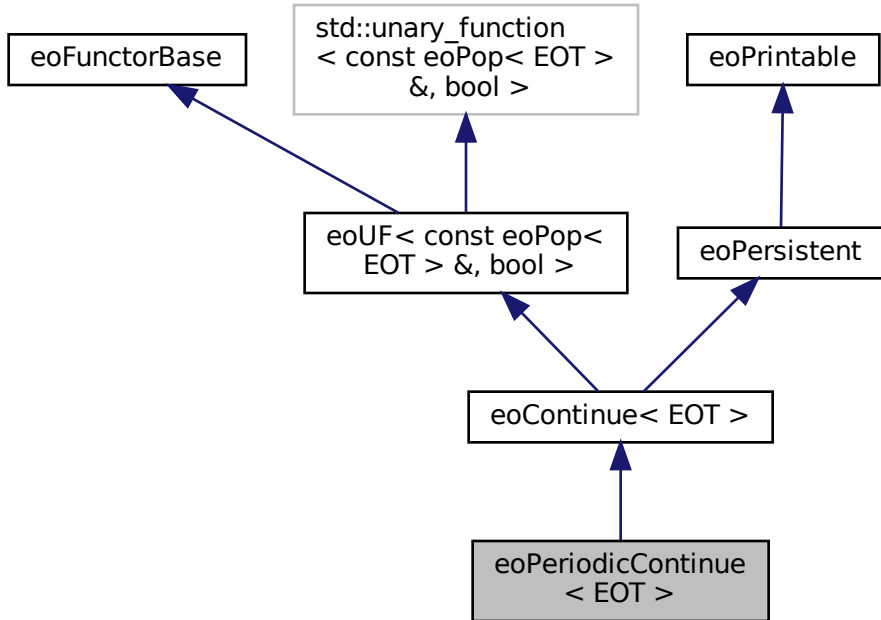 std::unary_function
< const eoPop< EOT >
&, bool >
eoFunctorBase
eoPrintable
eoUF< const eoPop<
EOT > &, bool >
eoPersistent
eoContinue< EOT >
eoPeriodicContinue
< EOT >